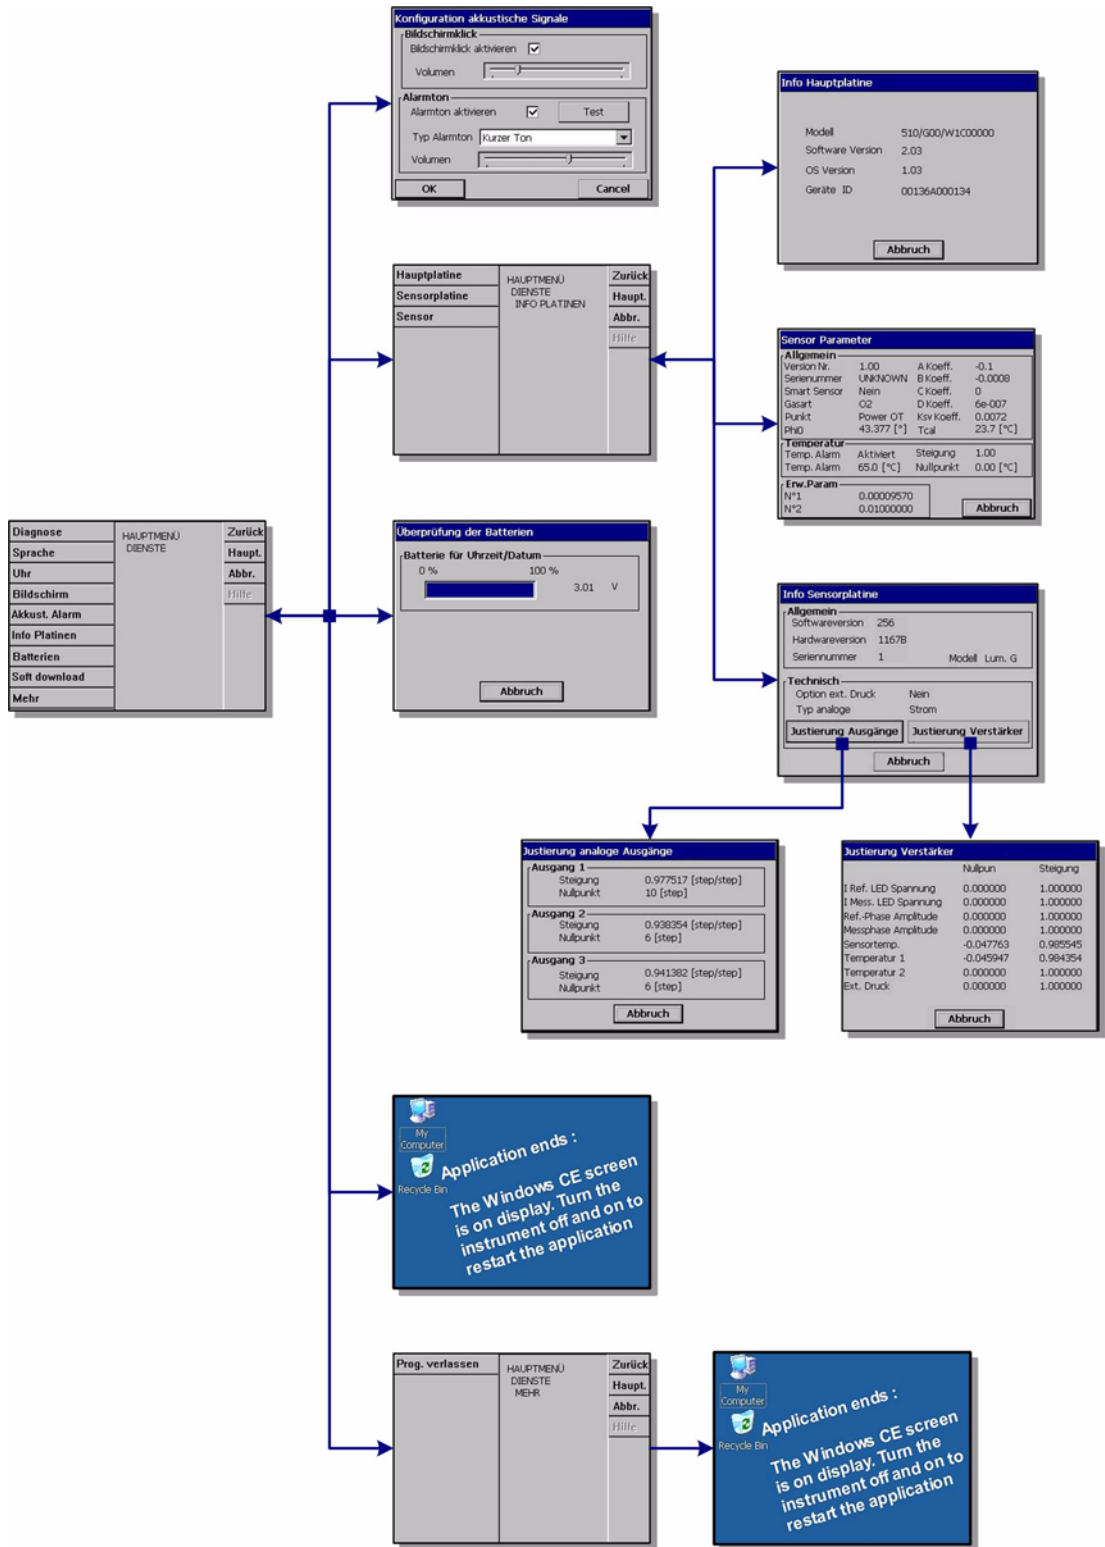 Konfiguration akkustische Signale
Bildschirmklick
Bildschirmklick aktivieren
Volumen
Alarmton
Alarmton aktivieren Test
Typ Alarmton Kurzer Ton
Volumen
OK Cancel
Info Hauptplatine
Modell 510/G00/W1C00000
Software Version 2.03
OS Version 1.03
Geräte ID 00136A000134
Abbruch
Hauptplatine
Sensorplatine
Sensor
HAUPTMENÜ
DIENSTE
INFO PLATINEN
Zurück
Haupt.
Abbr.
Hilfe
Sensor Parameter
Allgemein
Version Nr. 1.00 A Koeff. -0.1
Serienummer UNKNOWN B Koeff. -0.0008
Smart Sensor Nein C Koeff. 0
Gasart O2 D Koeff. 6e-007
Punkt Power OT Ksv Koeff. 0.0072
Phi0 43.377 [°] Tcal 23.7 [°C]
Temperatur
Temp. Alarm Aktiviert Steigung 1.00
Temp. Alarm 65.0 [°C] Nullpunkt 0.00 [°C]
Erw.Param
N°1 0.00009570
N°2 0.01000000
Abbruch
Diagnose
Sprache
Uhr
Bildschirm
Akkust. Alarm
Info Platinen
Batterien
Soft download
Mehr
HAUPTMENÜ
DIENSTE
Zurück
Haupt.
Abbr.
Hilfe
Überprüfung der Batterien
Batterie für Uhrzeit/Datum
0 % 100 %
3.01 V
Abbruch
Info Sensorplatine
Allgemein
Softwareversion 256
Hardwareversion 1167B
Seriennummer 1 Modell Lum. G
Technisch
Option ext. Druck Nein
Typ analoge Strom
Justierung Ausgänge Justierung Verstärker
Abbruch
Justierung analoge Ausgänge
Ausgang 1
Steigung 0.977517 [step/step]
Nullpunkt 10 [step]
Ausgang 2
Steigung 0.938354 [step/step]
Nullpunkt 6 [step]
Ausgang 3
Steigung 0.941382 [step/step]
Nullpunkt 6 [step]
Abbruch
Justierung Verstärker
Nullpun Steigung
I Ref. LED Spannung 0.000000 1.000000
I Mess. LED Spannung 0.000000 1.000000
Ref.-Phase Amplitude 0.000000 1.000000
Messphase Amplitude 0.000000 1.000000
Sensortemp. -0.047763 0.985545
Temperatur 1 -0.045947 0.984354
Temperatur 2 0.000000 1.000000
Ext. Druck 0.000000 1.000000
Abbruch
My
Computer
Recycle Bin
Application ends :
The Windows CE screen
is on display. Turn the
instrument off and on to
restart the application
Prog. verlassen
HAUPTMENÜ
DIENSTE
MEHR
Zurück
Haupt.
Abbr.
Hilfe
My
Computer
Recycle Bin
Application ends :
The Windows CE screen
is on display. Turn the
instrument off and on to
restart the application